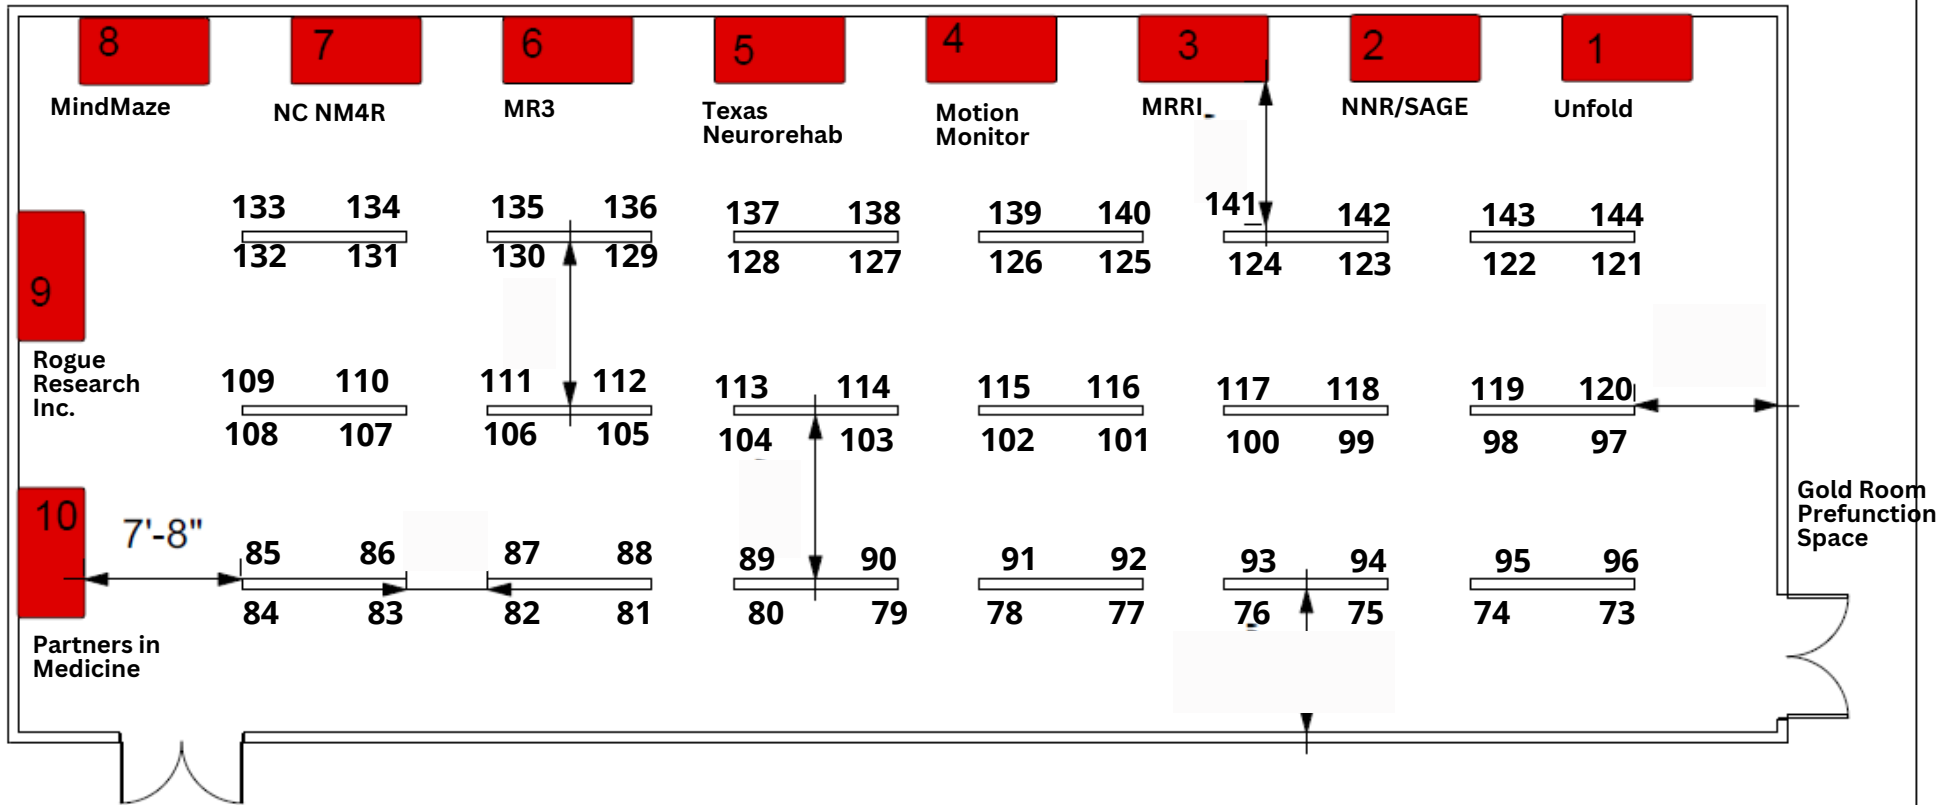 8 7 6 5 4 3 2 1
MindMaze NC NM4R MR3 Texas Neurorehab Motion Monitor MRRI NNR/SAGE Unfold
133 134 135 136 137 138 139 140 141 142 143 144
132 131 130 129 128 127 126 125 124 123 122 121
9
Rogue
Research
Inc.
109 110 111 112 113 114 115 116 117 118 119 120
108 107 106 105 104 103 102 101 100 99 98 97
10
7'-8"
Gold Room
Prefunction
Space
85 86 87 88 89 90 91 92 93 94 95 96
84 83 82 81 80 79 78 77 76 75 74 73
Partners in
Medicine